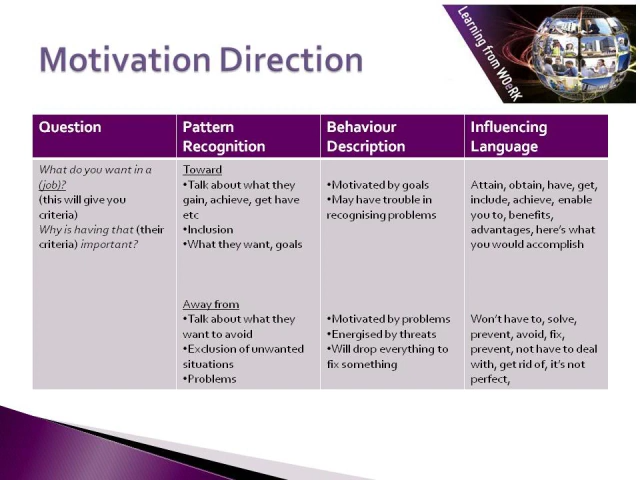 Motivation Direction
Learning from WOeRK
Question
Pattern
Recognition
Behaviour
Description
Influencing
Language
What do you want in a
(job)?
(this will give you
criteria)
Why is having that (their
criteria) important?
Toward
•Talk about what they
gain, achieve, get have
etc
•Inclusion
•What they want, goals
•Motivated by goals
•May have trouble in
recognising problems
Attain, obtain, have, get,
include, achieve, enable
you to, benefits,
advantages, here's what
you would accomplish
Away from
•Talk about what they
want to avoid
•Exclusion of unwanted
situations
•Problems
•Motivated by problems
•Energised by threats
•Will drop everything to
fix something
Won't have to, solve,
prevent, avoid, fix,
prevent, not have to deal
with, get rid of, it's not
perfect,